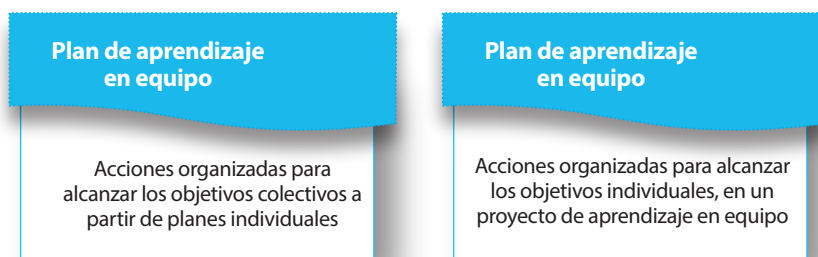 Plan de aprendizaje
en equipo
Acciones organizadas para
alcanzar los objetivos colectivos a
partir de planes individuales
Plan de aprendizaje
en equipo
Acciones organizadas para alcanzar
los objetivos individuales, en un
proyecto de aprendizaje en equipo